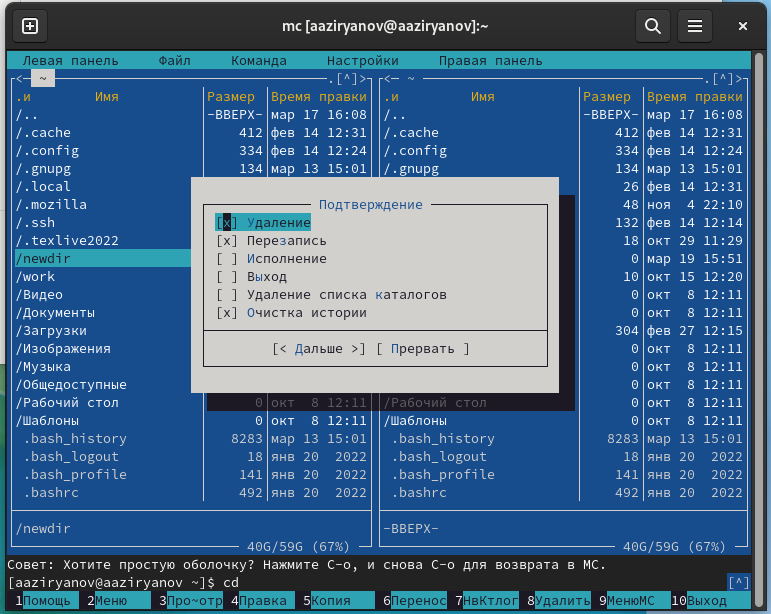 mc [aaziryanov@aaziryanov]:~
Левая панель Файл Команда Настройки Правая панель
<─ ~ ─.[^]>┐┌<─ ~ ─.[^]>
.и Имя Размер Время правки .и Имя Размер Время правки
/.. -ВВЕРХ- мар 17 16:08 /.. -ВВЕРХ- мар 17 16:08
/.cache 412 фев 14 12:31 /.cache 412 фев 14 12:31
/.config 334 фев 14 12:24 /.config 334 фев 14 12:24
/.gnupg 134 мар 13 15:01 /.gnupg 134 мар 13 15:01
/.local 26 фев 14 12:31
/.mozilla Подтверждение 48 ноя 4 22:10
/.ssh [x] Удаление 132 фев 14 12:14
/.texlive2022 [x] Перезапись 18 окт 29 11:29
/newdir [ ] Исполнение 0 мар 19 15:51
/work [ ] Выход 10 окт 15 12:20
/Видео [ ] Удаление списка каталогов 0 окт 8 12:11
/Документы [x] Очистка истории 0 окт 8 12:11
/Загрузки 304 фев 27 12:15
/Изображения [< Дальше >] [ Прервать ] 0 окт 8 12:11
/Музыка 0 окт 8 12:11
/Общедоступные 0 окт 8 12:11
/Рабочий стол 0 окт 8 12:11 /Рабочий стол 0 окт 8 12:11
/Шаблоны 0 окт 8 12:11 /Шаблоны 0 окт 8 12:11
.bash_history 8283 мар 13 15:01 .bash_history 8283 мар 13 15:01
.bash_logout 18 янв 20 2022 .bash_logout 18 янв 20 2022
.bash_profile 141 янв 20 2022 .bash_profile 141 янв 20 2022
.bashrc 492 янв 20 2022 .bashrc 492 янв 20 2022
/newdir -ВВЕРХ-
40G/59G (67%) 40G/59G (67%)
Совет: Хотите простую оболочку? Нажмите C-o, и снова C-o для возврата в MC.
[aaziryanov@aaziryanov ~]$ cd [^]
1Помощь 2Меню 3Про~отр 4Правка 5Копия 6Перенос 7НвКтлог 8Удалить 9МенюMC 10Выход